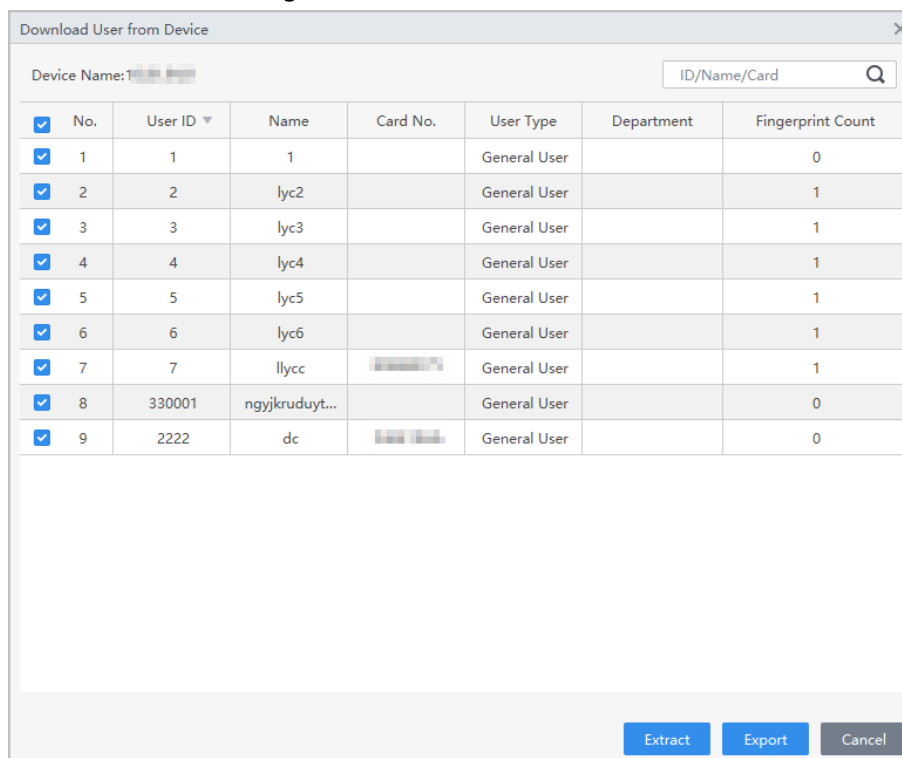 Download User from Device
Device Name:1
ID/Name/Card
No. User ID Name Card No. User Type Department Fingerprint Count
1 1 1 General User 0
2 2 lyc2 General User 1
3 3 lyc3 General User 1
4 4 lyc4 General User 1
5 5 lyc5 General User 1
6 6 lyc6 General User 1
7 7 llycc General User 1
8 330001 ngyjkruduyt... General User 0
9 2222 dc General User 0
Extract Export Cancel